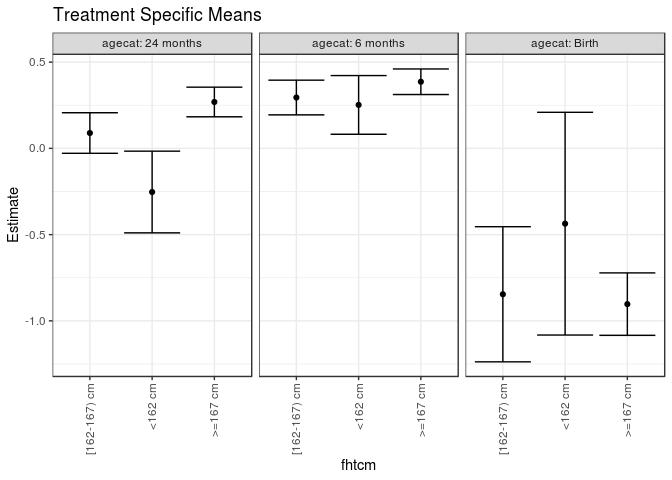 Treatment Specific Means
agecat: 24 months
agecat: 6 months
agecat: Birth
Estimate
0.5
0.0
-0.5
-1.0
[162-167) cm
<162 cm
>=167 cm
[162-167) cm
<162 cm
>=167 cm
[162-167) cm
<162 cm
>=167 cm
fhtcm